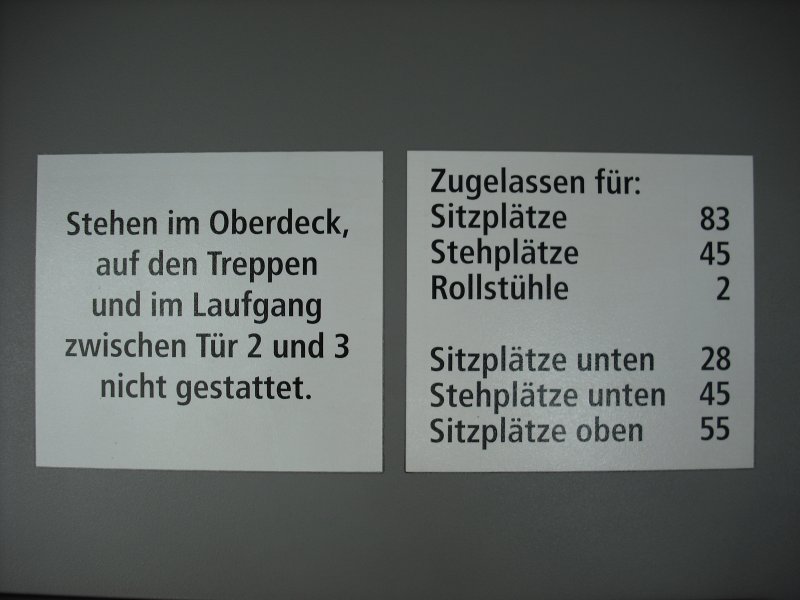 Stehen im Oberdeck,
auf den Treppen
und im Laufgang
zwischen Tür 2 und 3
nicht gestattet.
Zugelassen für:
Sitzplätze 83
Stehplätze 45
Rollstühle 2
Sitzplätze unten 28
Stehplätze unten 45
Sitzplätze oben 55